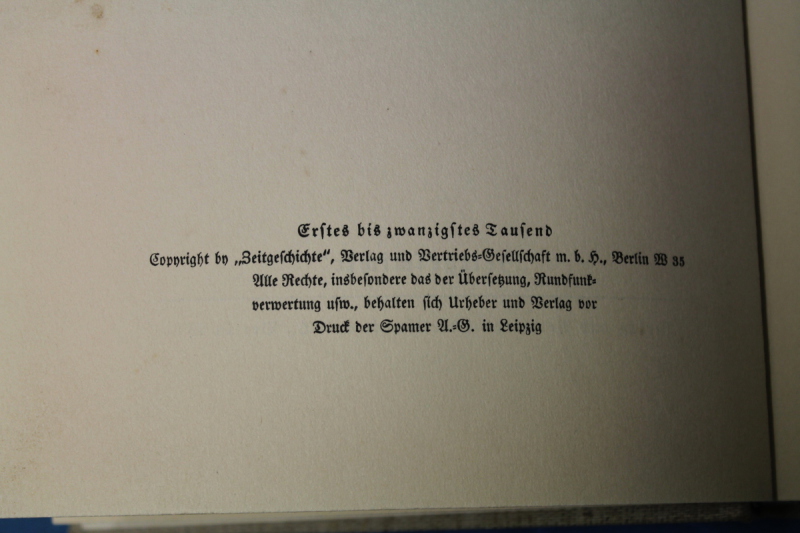 Erstes bis zwanzigstes Tausend
Copyright by „Zeitgeschichte“, Verlag und Vertriebs-Gesellschaft m. b. H., Berlin W 35
Alle Rechte, insbesondere das der Übersetzung, Rundfunk-
verwertung usw., behalten sich Urheber und Verlag vor
Druck der Spamer A.-G. in Leipzig